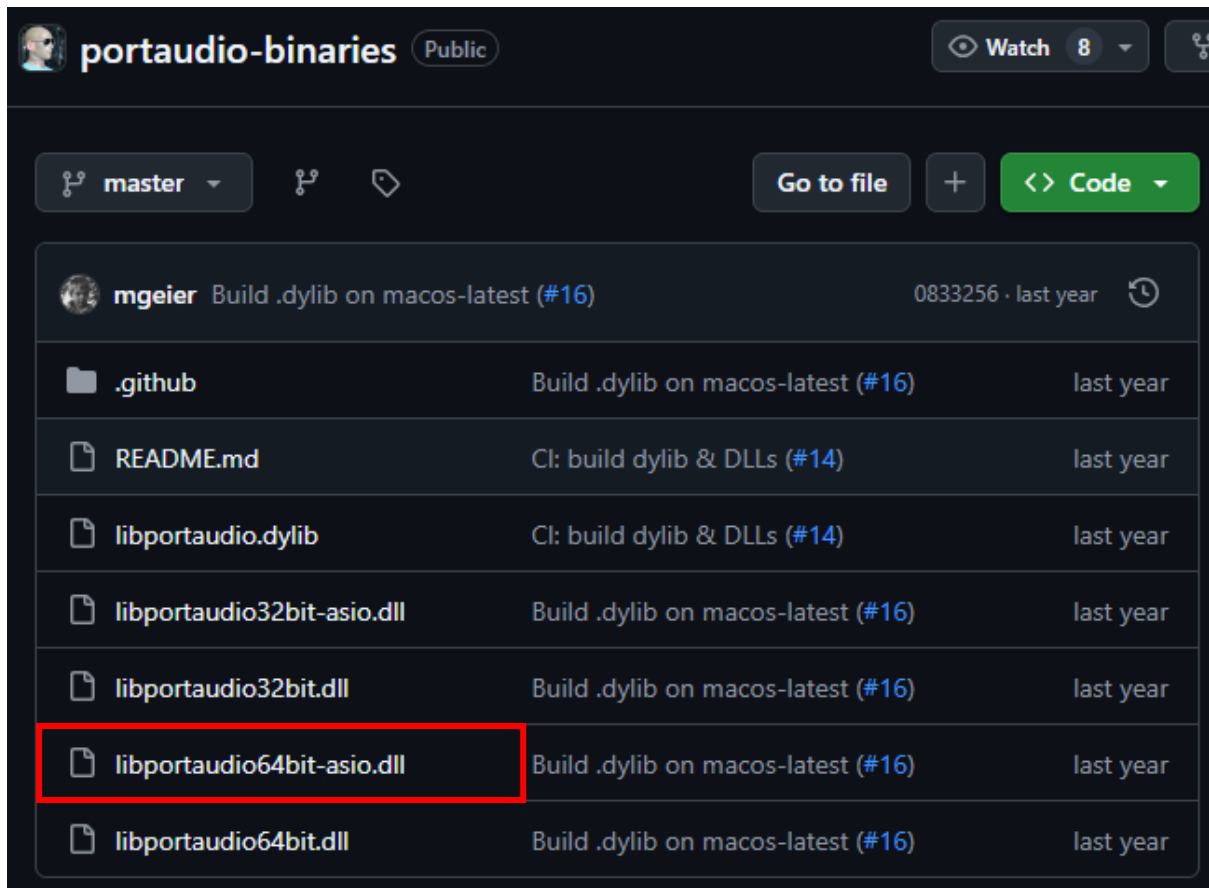 portaudio-binaries Public Watch 8
master Go to file Code
mgeier Build .dylib on macos-latest (#16) 0833256 · last year
.github Build .dylib on macos-latest (#16) last year
README.md CI: build dylib & DLLs (#14) last year
libportaudio.dylib CI: build dylib & DLLs (#14) last year
libportaudio32bit-asio.dll Build .dylib on macos-latest (#16) last year
libportaudio32bit.dll Build .dylib on macos-latest (#16) last year
libportaudio64bit-asio.dll Build .dylib on macos-latest (#16) last year
libportaudio64bit.dll Build .dylib on macos-latest (#16) last year